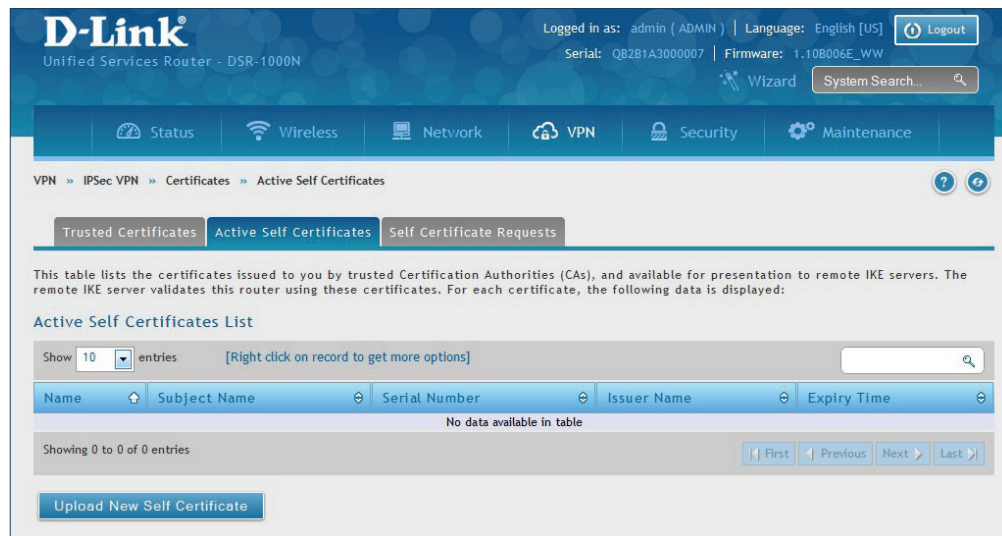 D-Link®
Unified Services Router - DSR-1000N
Logged in as: admin ( ADMIN ) | Language: English [US]
Logout
Serial: QB2B1A3000007 | Firmware: 1.10B006E_WW
Wizard
System Search...
Status
Wireless
Network
VPN
Security
Maintenance
VPN » IPSec VPN » Certificates » Active Self Certificates
?
Trusted Certificates
Active Self Certificates
Self Certificate Requests
This table lists the certificates issued to you by trusted Certification Authorities (CAs), and available for presentation to remote IKE servers. The
remote IKE server validates this router using these certificates. For each certificate, the following data is displayed:
Active Self Certificates List
Show 10 entries
[Right click on record to get more options]
Name
Subject Name
Serial Number
Issuer Name
Expiry Time
No data available in table
Showing 0 to 0 of 0 entries
First
Previous
Next
Last
Upload New Self Certificate